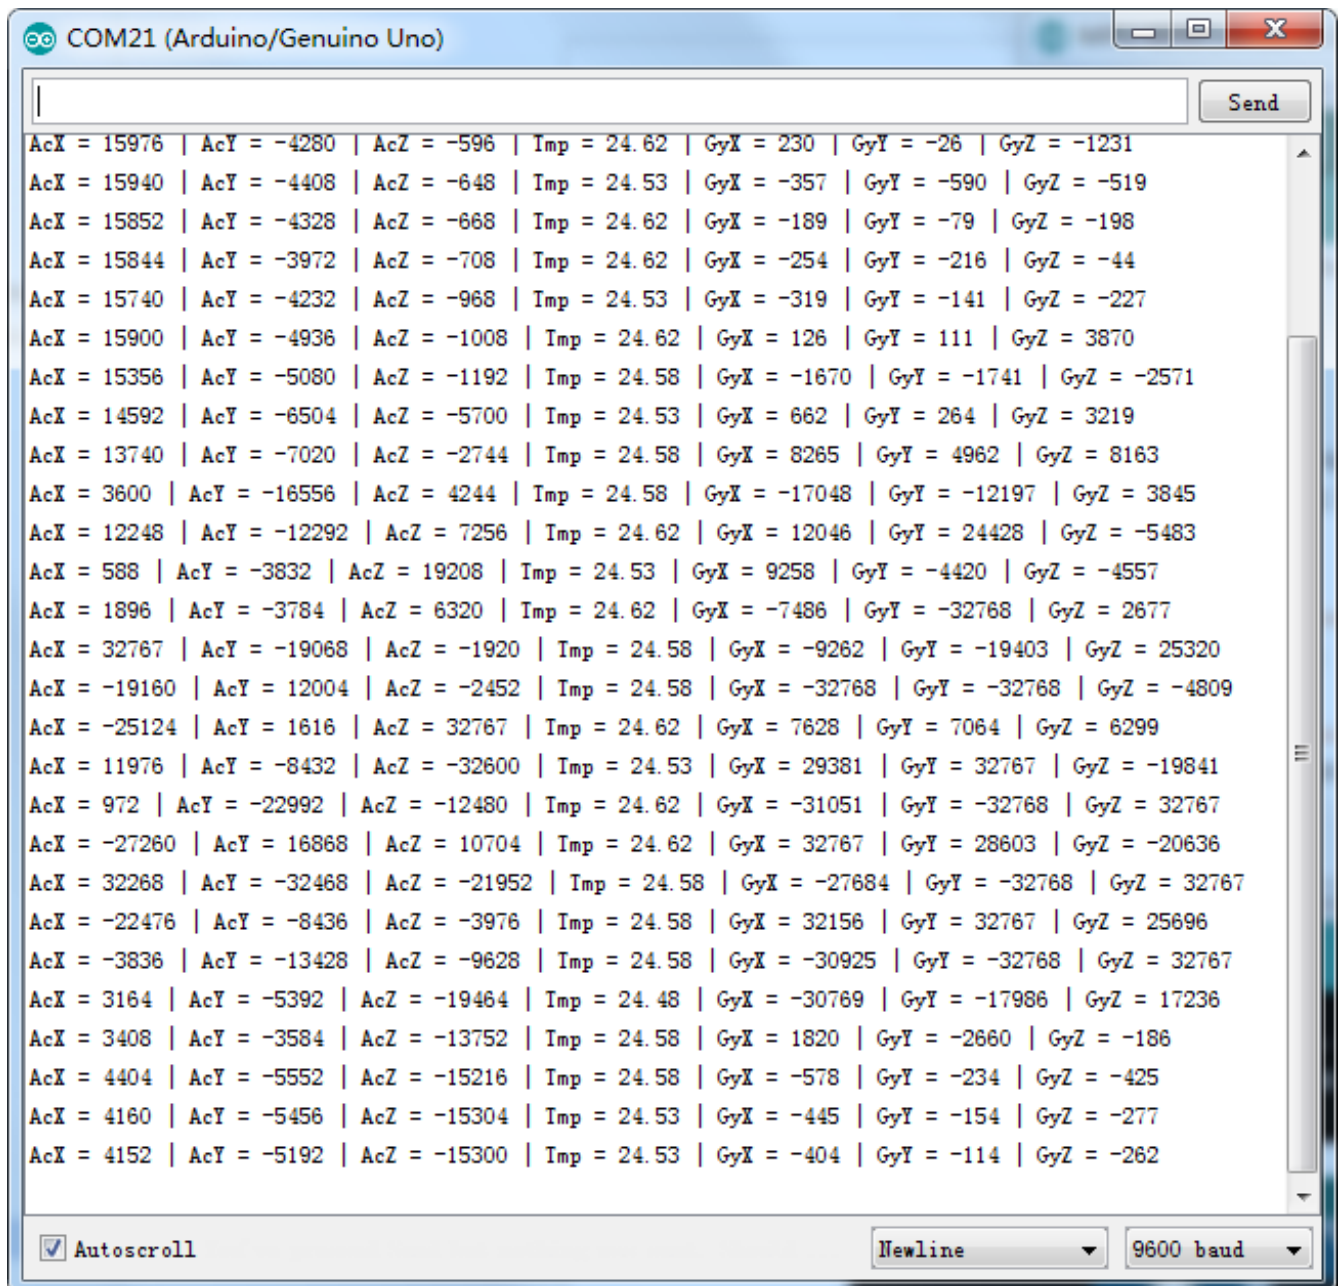 COM21 (Arduino/Genuino Uno)
Send
AcX = 15976 | AcY = -4280 | AcZ = -596 | Tmp = 24.62 | GyX = 230 | GyY = -26 | GyZ = -1231
AcX = 15940 | AcY = -4408 | AcZ = -648 | Tmp = 24.53 | GyX = -357 | GyY = -590 | GyZ = -519
AcX = 15852 | AcY = -4328 | AcZ = -668 | Tmp = 24.62 | GyX = -189 | GyY = -79 | GyZ = -198
AcX = 15844 | AcY = -3972 | AcZ = -708 | Tmp = 24.62 | GyX = -254 | GyY = -216 | GyZ = -44
AcX = 15740 | AcY = -4232 | AcZ = -968 | Tmp = 24.53 | GyX = -319 | GyY = -141 | GyZ = -227
AcX = 15900 | AcY = -4936 | AcZ = -1008 | Tmp = 24.62 | GyX = 126 | GyY = 111 | GyZ = 3870
AcX = 15356 | AcY = -5080 | AcZ = -1192 | Tmp = 24.58 | GyX = -1670 | GyY = -1741 | GyZ = -2571
AcX = 14592 | AcY = -6504 | AcZ = -5700 | Tmp = 24.53 | GyX = 662 | GyY = 264 | GyZ = 3219
AcX = 13740 | AcY = -7020 | AcZ = -2744 | Tmp = 24.58 | GyX = 8265 | GyY = 4962 | GyZ = 8163
AcX = 3600 | AcY = -16556 | AcZ = 4244 | Tmp = 24.58 | GyX = -17048 | GyY = -12197 | GyZ = 3845
AcX = 12248 | AcY = -12292 | AcZ = 7256 | Tmp = 24.62 | GyX = 12046 | GyY = 24428 | GyZ = -5483
AcX = 588 | AcY = -3832 | AcZ = 19208 | Tmp = 24.53 | GyX = 9258 | GyY = -4420 | GyZ = -4557
AcX = 1896 | AcY = -3784 | AcZ = 6320 | Tmp = 24.62 | GyX = -7486 | GyY = -32768 | GyZ = 2677
AcX = 32767 | AcY = -19068 | AcZ = -1920 | Tmp = 24.58 | GyX = -9262 | GyY = -19403 | GyZ = 25320
AcX = -19160 | AcY = 12004 | AcZ = -2452 | Tmp = 24.58 | GyX = -32768 | GyY = -32768 | GyZ = -4809
AcX = -25124 | AcY = 1616 | AcZ = 32767 | Tmp = 24.62 | GyX = 7628 | GyY = 7064 | GyZ = 6299
AcX = 11976 | AcY = -8432 | AcZ = -32600 | Tmp = 24.53 | GyX = 29381 | GyY = 32767 | GyZ = -19841
AcX = 972 | AcY = -22992 | AcZ = -12480 | Tmp = 24.62 | GyX = -31051 | GyY = -32768 | GyZ = 32767
AcX = -27260 | AcY = 16868 | AcZ = 10704 | Tmp = 24.62 | GyX = 32767 | GyY = 28603 | GyZ = -20636
AcX = 32268 | AcY = -32468 | AcZ = -21952 | Tmp = 24.58 | GyX = -27684 | GyY = -32768 | GyZ = 32767
AcX = -22476 | AcY = -8436 | AcZ = -3976 | Tmp = 24.58 | GyX = 32156 | GyY = 32767 | GyZ = 25696
AcX = -3836 | AcY = -13428 | AcZ = -9628 | Tmp = 24.58 | GyX = -30925 | GyY = -32768 | GyZ = 32767
AcX = 3164 | AcY = -5392 | AcZ = -19464 | Tmp = 24.48 | GyX = -30769 | GyY = -17986 | GyZ = 17236
AcX = 3408 | AcY = -3584 | AcZ = -13752 | Tmp = 24.58 | GyX = 1820 | GyY = -2660 | GyZ = -186
AcX = 4404 | AcY = -5552 | AcZ = -15216 | Tmp = 24.58 | GyX = -578 | GyY = -234 | GyZ = -425
AcX = 4160 | AcY = -5456 | AcZ = -15304 | Tmp = 24.53 | GyX = -445 | GyY = -154 | GyZ = -277
AcX = 4152 | AcY = -5192 | AcZ = -15300 | Tmp = 24.53 | GyX = -404 | GyY = -114 | GyZ = -262
Autoscroll
Newline
9600 baud